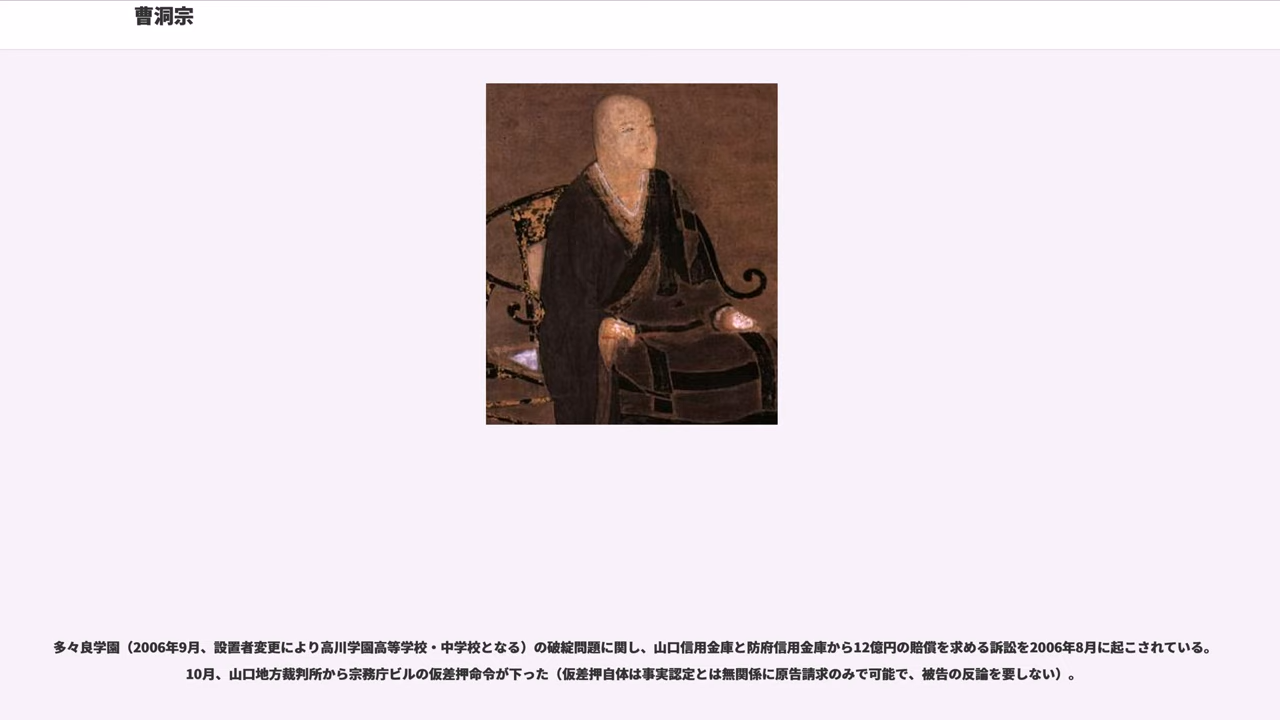 曹洞宗
多々良学園（2006年9月、設置者変更により高川学園高等学校・中学校となる）の破綻問題に関し、山口信用金庫と防府信用金庫から12億円の賠償を求める訴訟を2006年8月に起こされている。
10月、山口地方裁判所から宗務庁ビルの仮差押命令が下った（仮差押自体は事実認定とは無関係に原告請求のみで可能で、被告の反論を要しない）。